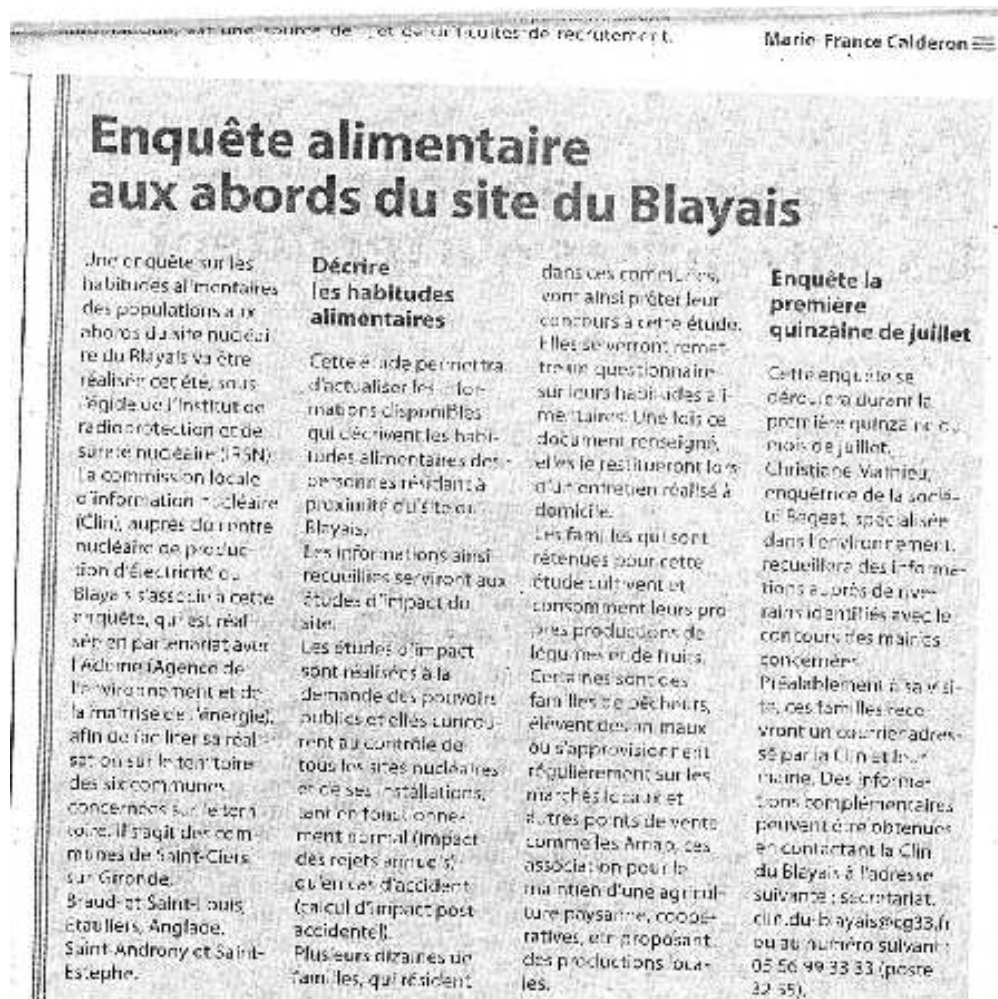 est une source de et de difficultés de recrutement.
Marie-France Calderon
Enquête alimentaire
aux abords du site du Blayais
Une enquête sur les
habitudes alimentaires
des populations aux
abords du site nucléai
re du Blayais va être
réalisée cet été, sous
l'égide de l'Institut de
radioprotection et de
sûreté nucléaire (IRSN)
La commission locale
d'information nucléaire
(Clin), auprès du centre
nucléaire de produc-
tion d'électricité du
Blayais s'associe à cette
enquête, qui est réali-
sée en partenariat avec
l'Ademe (Agence de
l'environnement et de
la maîtrise de l'énergie),
afin de faciliter sa réali-
sation sur le territoire
des six communes
concernées sur le terri
toire. Il s'agit des com-
munes de Saint-Ciers
sur Gironde,
Braud-et Saint-Louis,
Etauliers, Anglade,
Saint-Androny et Saint-
Estephe.
Décrire
les habitudes
alimentaires
Cette étude permettra
d'actualiser les infor-
mations disponibles
qui décrivent les habi-
tudes alimentaires des
personnes résidant à
proximité du site du
Blayais.
Les informations ainsi
recueillies serviront aux
études d'impact du
site.
Les études d'impact
sont réalisées à la
demande des pouvoirs
publics et elles concou-
rent au contrôle de
tous les sites nucléaires
et de ses installations,
tant en fonctionne-
ment normal (impact
des rejets annuels)
qu'en cas d'accident
(calcul d'impact post
accidentel).
Plusieurs dizaines de
familles, qui résident
dans ces communes,
vont ainsi prêter leur
concours à cette étude.
Elles se verront remet-
tre un questionnaire
sur leurs habitudes ali-
mentaires. Une fois ce
document renseigné,
elles le restitueront lors
d'un entretien réalisé à
domicile.
Les familles qui sont
retenues pour cette
étude cultivent et
consomment leurs pro
pres productions de
légumes et de fruits.
Certaines sont des
familles de pêcheurs,
élèvent des animaux
ou s'approvisionnent
régulièrement sur les
marchés locaux et
autres points de vente
comme les Amap, ces
association pour le
maintien d'une agricul-
ture paysanne, coopé-
ratives, etc proposant
des productions loca-
les.
Enquête la
première
quinzaine de juillet
Cette enquête se
déroulera durant la
première quinzaine du
mois de juillet.
Christiane Mathieu,
enquêtrice de la socié-
té Bageat, spécialisée
dans l'environnement,
recueillera des informa-
tions auprès de rive-
rains identifiés avec le
concours des mairies
concernées.
Préalablement à sa visi-
te, ces familles rece-
vront un courrier adres-
sé par la Clin et leur
mairie. Des informa-
tions complémentaires
peuvent être obtenues
en contactant la Clin
du Blayais à l'adresse
suivante : secretariat.
clin.du-blayais@cg33.fr
ou au numéro suivant :
05 56 99 33 33 (poste
32 55).